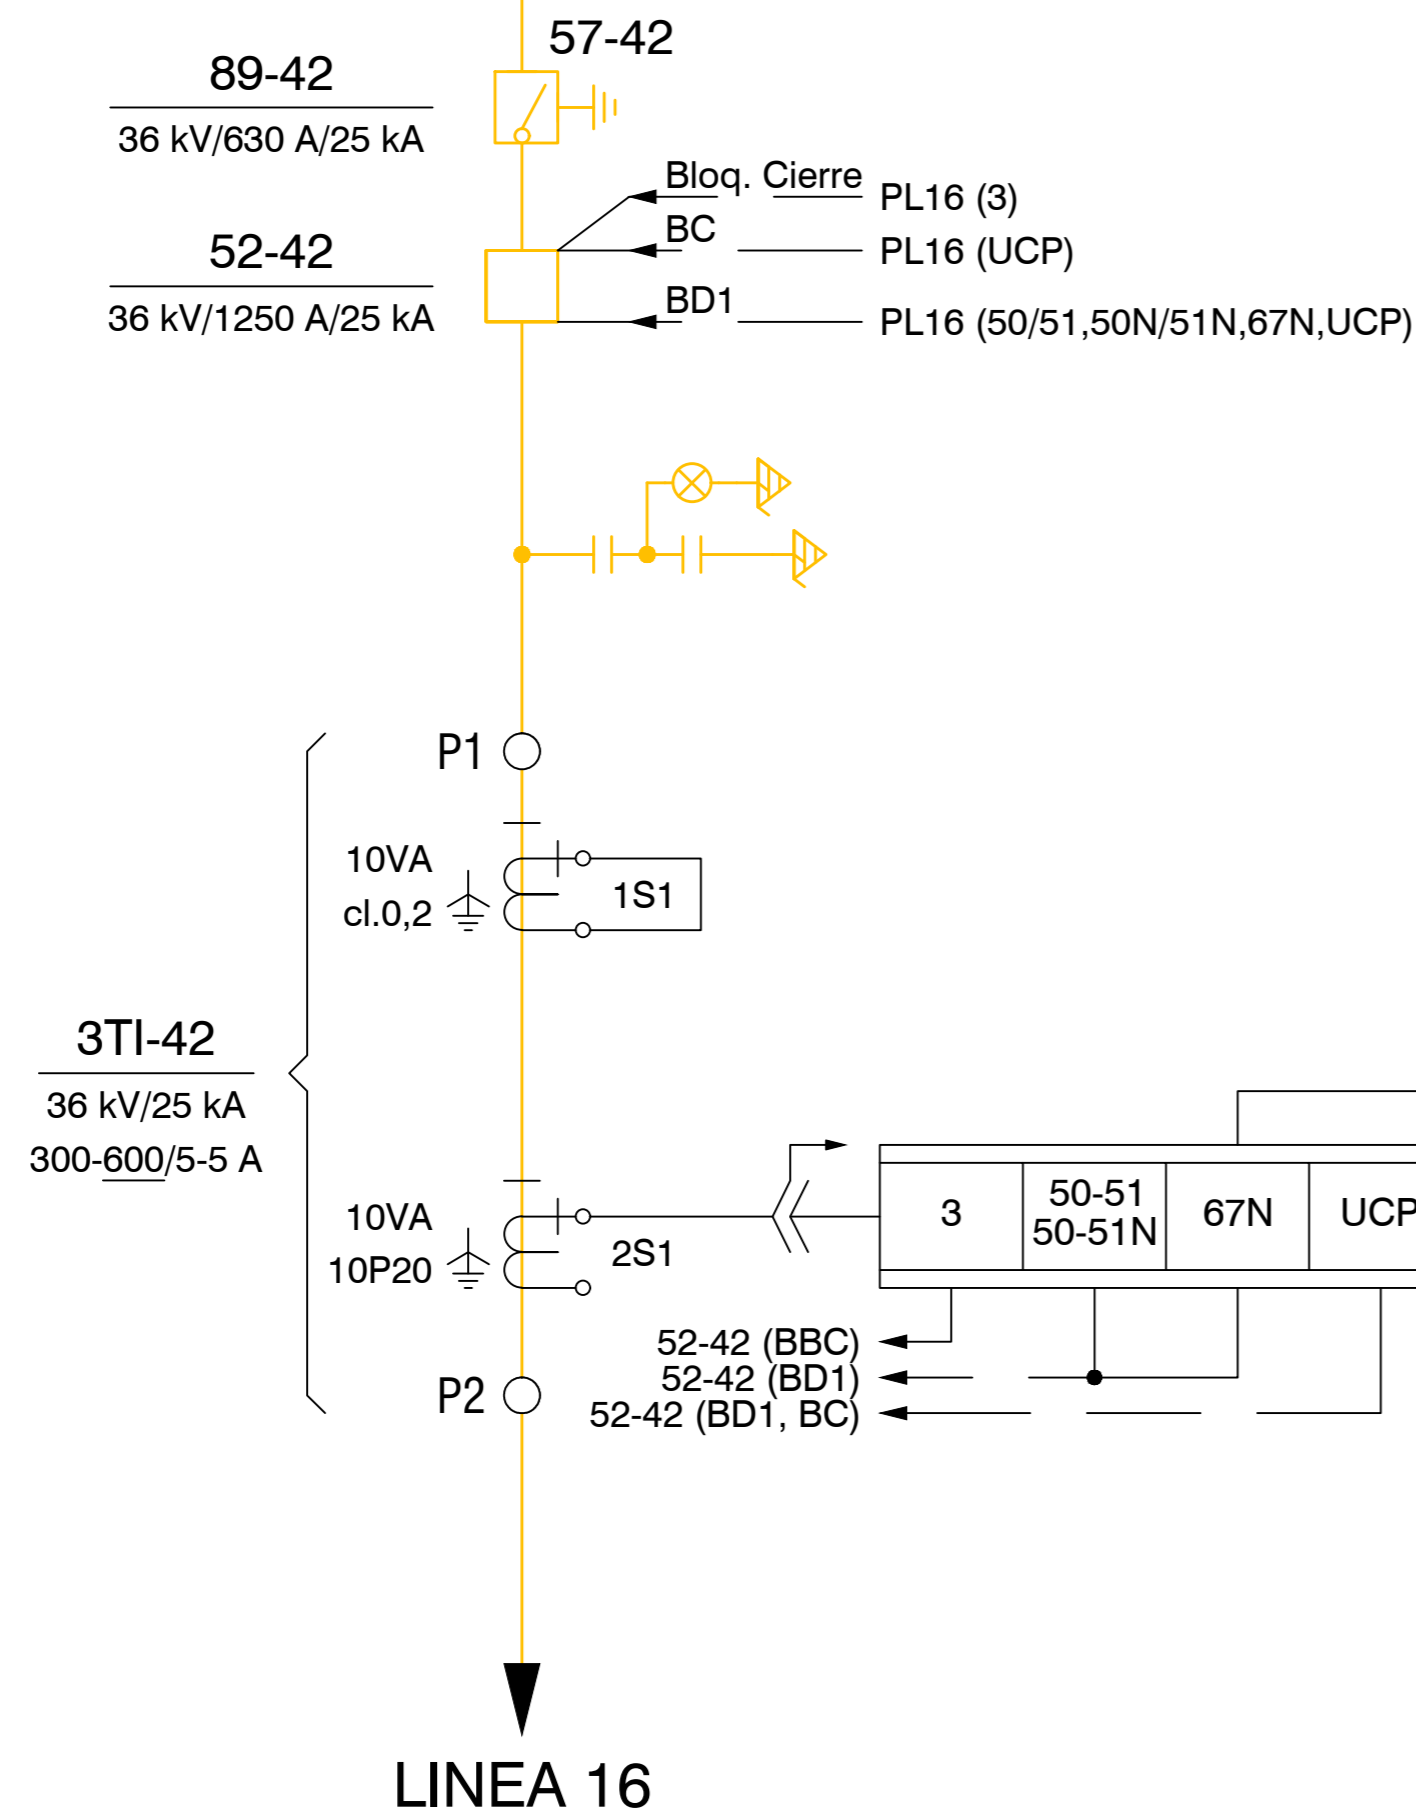 57-42
89-42
36 kV/630 A/25 kA
Bloq. Cierre
PL16 (3)
52-42
BC
PL16 (UCP)
36 kV/1250 A/25 kA
BD1
PL16 (50/51,50N/51N,67N,UCP)
P1
10VA
cl.0,2
1S1
3TI-42
36 kV/25 kA
300-600/5-5 A
10VA
10P20
2S1
3
50-51
50-51N
67N
UCP
52-42 (BBC)
52-42 (BD1)
52-42 (BD1, BC)
P2
LINEA 16